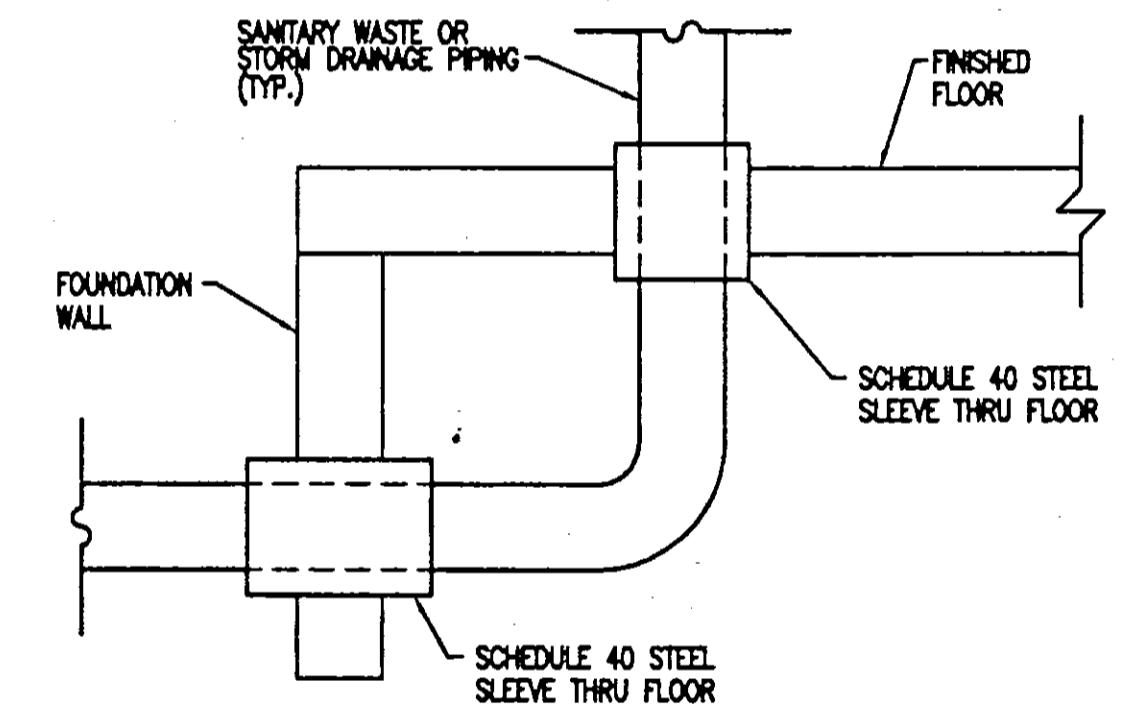 SANITARY WASTE OR
STORM DRAINAGE PIPING
(TYP.)
FINISHED
FLOOR
FOUNDATION
WALL
SCHEDULE 40 STEEL
SLEEVE THRU FLOOR
SCHEDULE 40 STEEL
SLEEVE THRU FLOOR